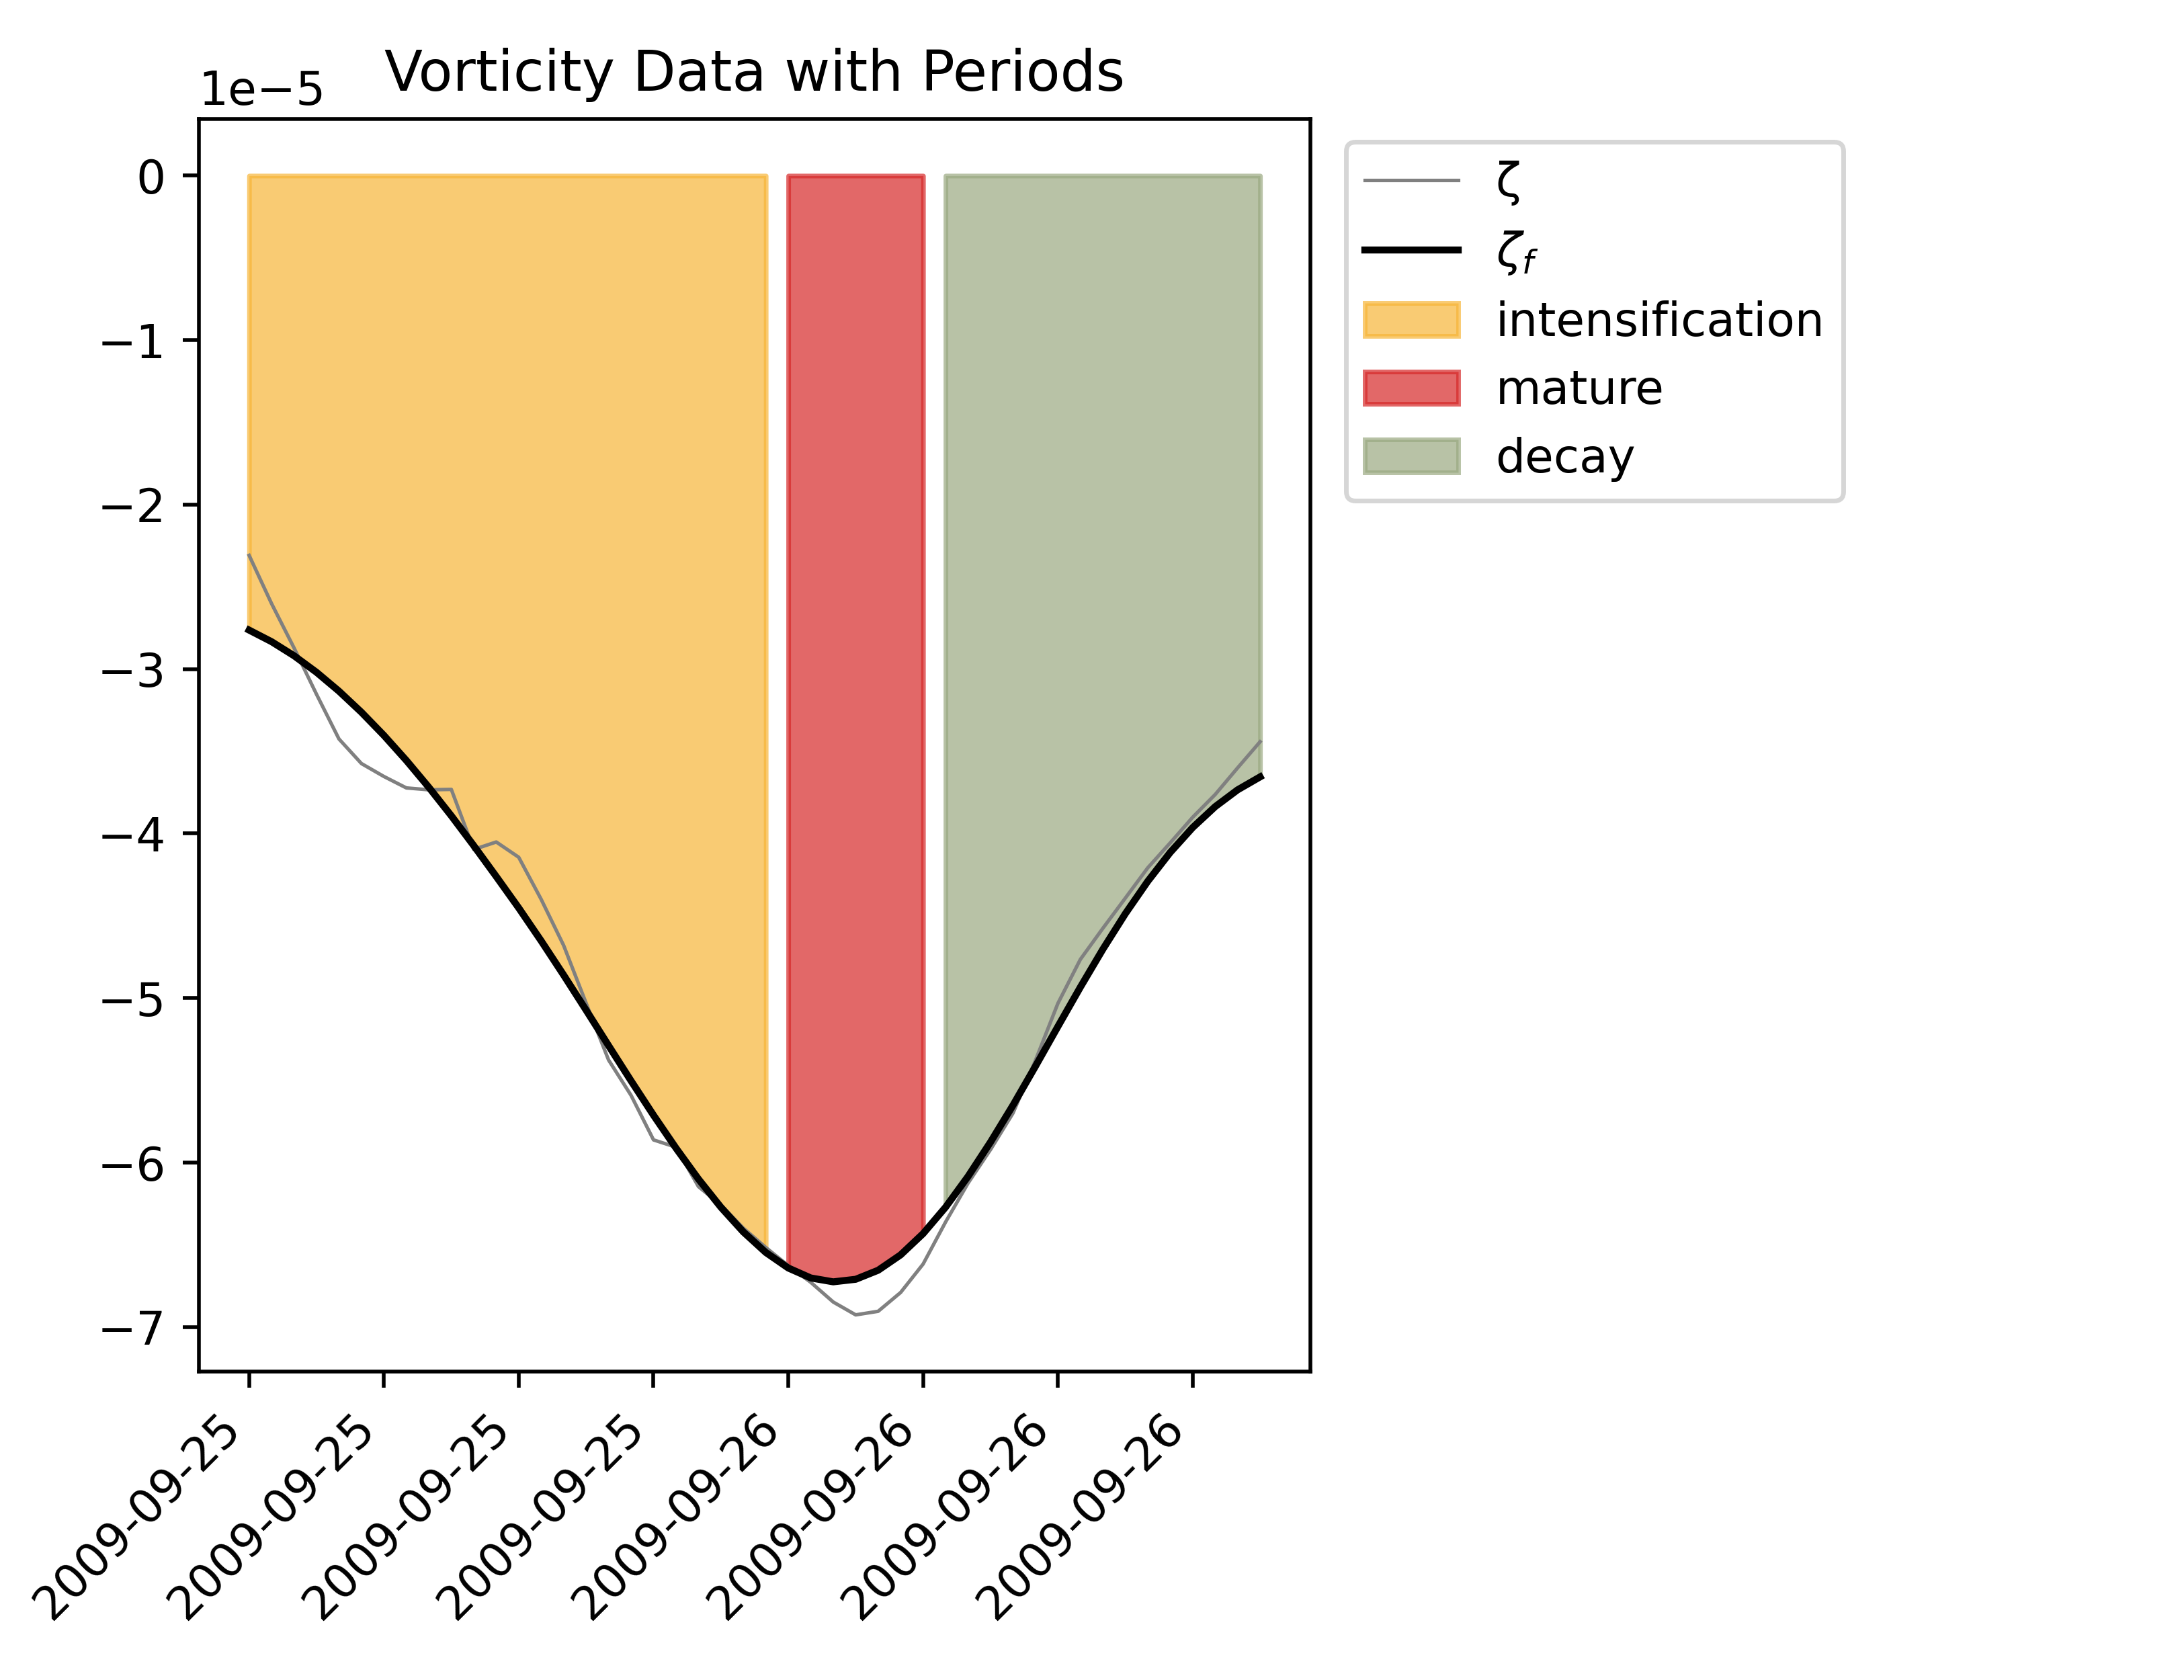 Vorticity Data with Periods
1e−5
0
−1
−2
−3
−4
−5
−6
−7
2009-09-25
2009-09-25
2009-09-25
2009-09-25
2009-09-26
2009-09-26
2009-09-26
2009-09-26
ζ
ζf
intensification
mature
decay